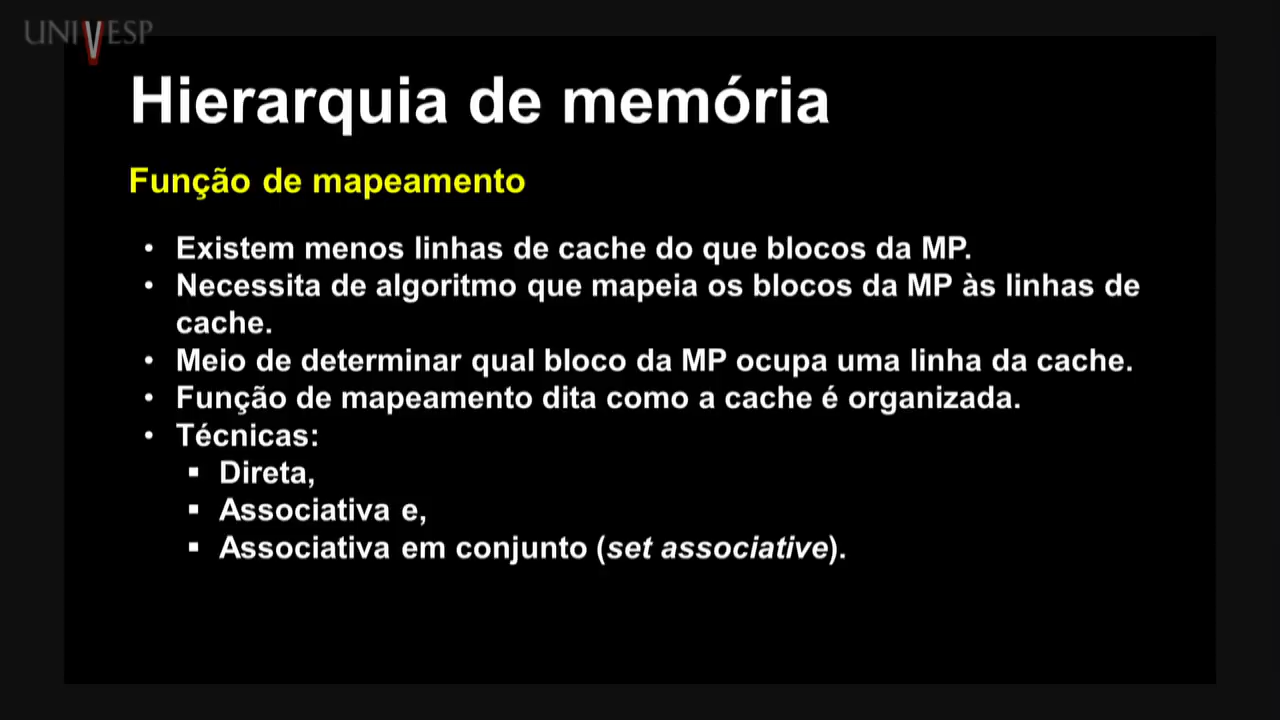 UNIVESP
Hierarquia de memória
Função de mapeamento
• Existem menos linhas de cache do que blocos da MP.
• Necessita de algoritmo que mapeia os blocos da MP às linhas de
cache.
• Meio de determinar qual bloco da MP ocupa uma linha da cache.
• Função de mapeamento dita como a cache é organizada.
• Técnicas:
▪ Direta,
▪ Associativa e,
▪ Associativa em conjunto (set associative).